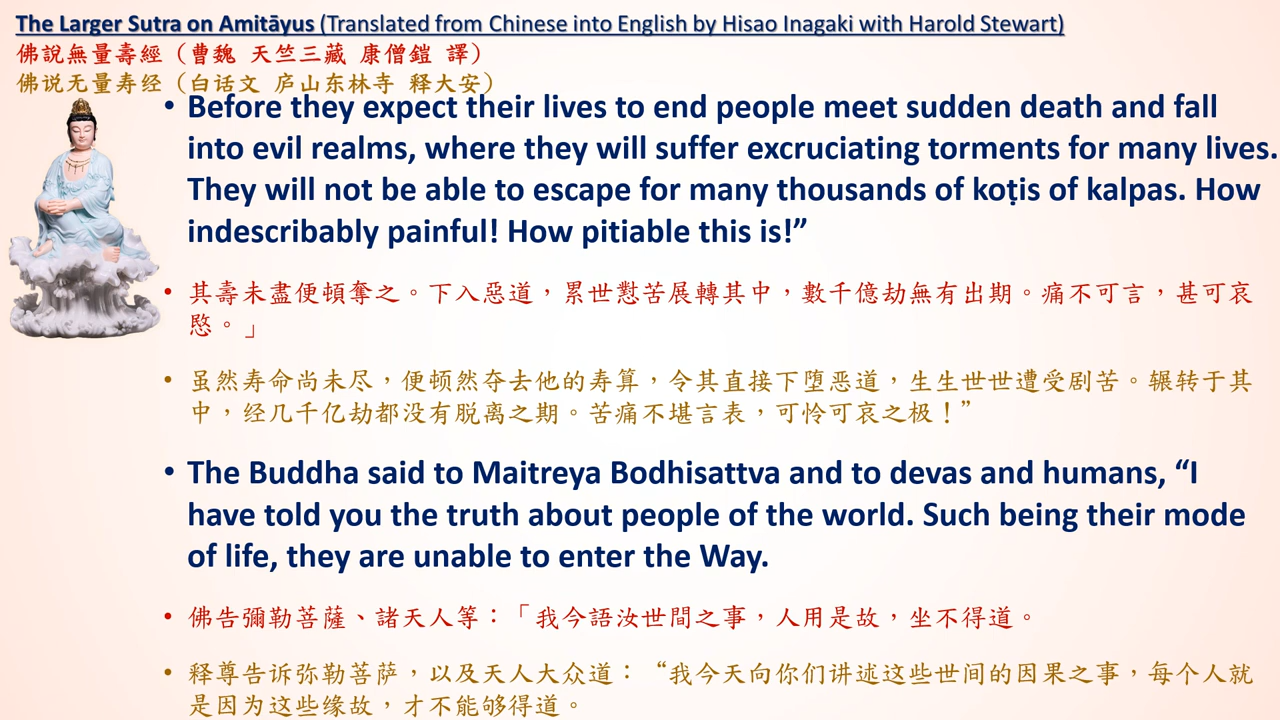 The Larger Sutra on Amitāyus (Translated from Chinese into English by Hisao Inagaki with Harold Stewart)
佛說無量壽經（曹魏 天竺三藏 康僧鎧 譯）
佛说无量寿经（白话文 庐山东林寺 释大安）
• Before they expect their lives to end people meet sudden death and fall
into evil realms, where they will suffer excruciating torments for many lives.
They will not be able to escape for many thousands of koṭis of kalpas. How
indescribably painful! How pitiable this is!”
• 其壽未盡便頓奪之。下入惡道，累世懟苦展轉其中，數千億劫無有出期。痛不可言，甚可哀
愍。」
• 虽然寿命尚未尽，便顿然夺去他的寿算，令其直接下堕恶道，生生世世遭受剧苦。辗转于其
中，经几千亿劫都没有脱离之期。苦痛不堪言表，可怜可哀之极！”
• The Buddha said to Maitreya Bodhisattva and to devas and humans, “I
have told you the truth about people of the world. Such being their mode
of life, they are unable to enter the Way.
• 佛告彌勒菩薩、諸天人等：「我今語汝世間之事，人用是故，坐不得道。
• 释尊告诉弥勒菩萨，以及天人大众道：“我今天向你们讲述这些世间的因果之事，每个人就
是因为这些缘故，才不能够得道。